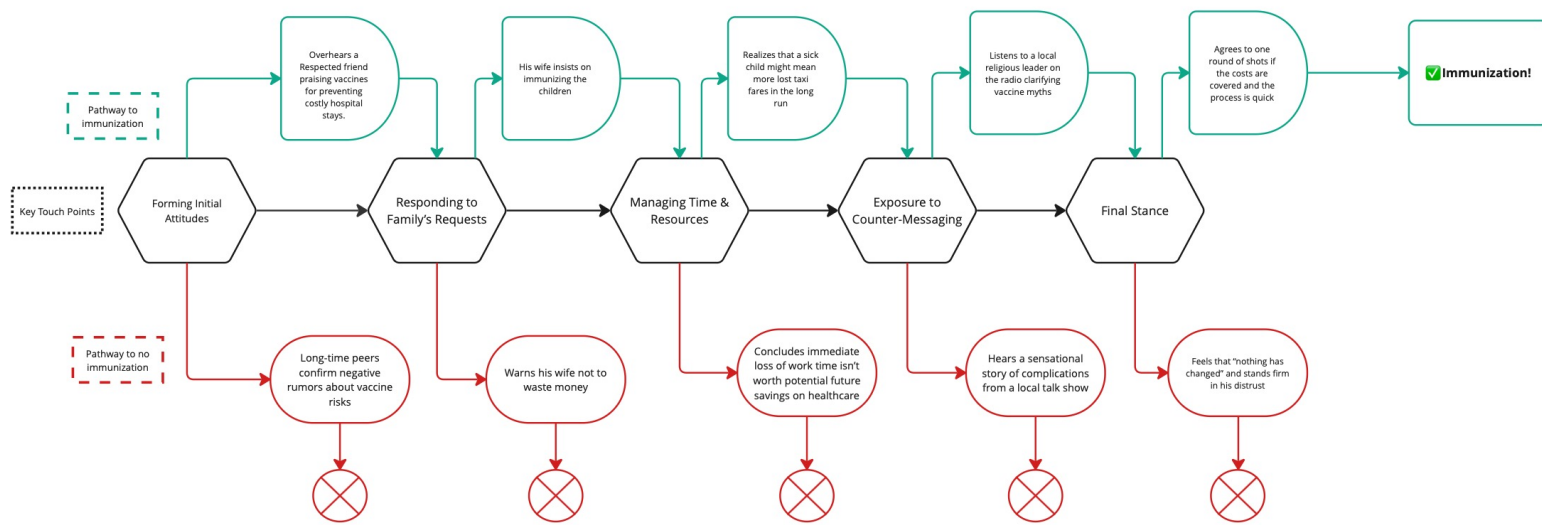 Overhears a
Respected friend
praising vaccines
for preventing
costly hospital
stays.
His wife insists on
immunizing the
children
Realizes that a sick
child might mean
more lost taxi
fares in the long
run
Listens to a local
religious leader on
the radio clarifying
vaccine myths
Agrees to one
round of shots if
the costs are
covered and the
process is quick
✅Immunization!
Pathway to
immunization
Key Touch Points
Forming Initial
Attitudes
Responding to
Family’s Requests
Managing Time &
Resources
Exposure to
Counter-Messaging
Final Stance
Pathway to no
immunization
Long-time peers
confirm negative
rumors about vaccine
risks
Warns his wife not to
waste money
Concludes immediate
loss of work time isn’t
worth potential future
savings on healthcare
Hears a sensational
story of complications
from a local talk show
Feels that “nothing has
changed” and stands firm
in his distrust